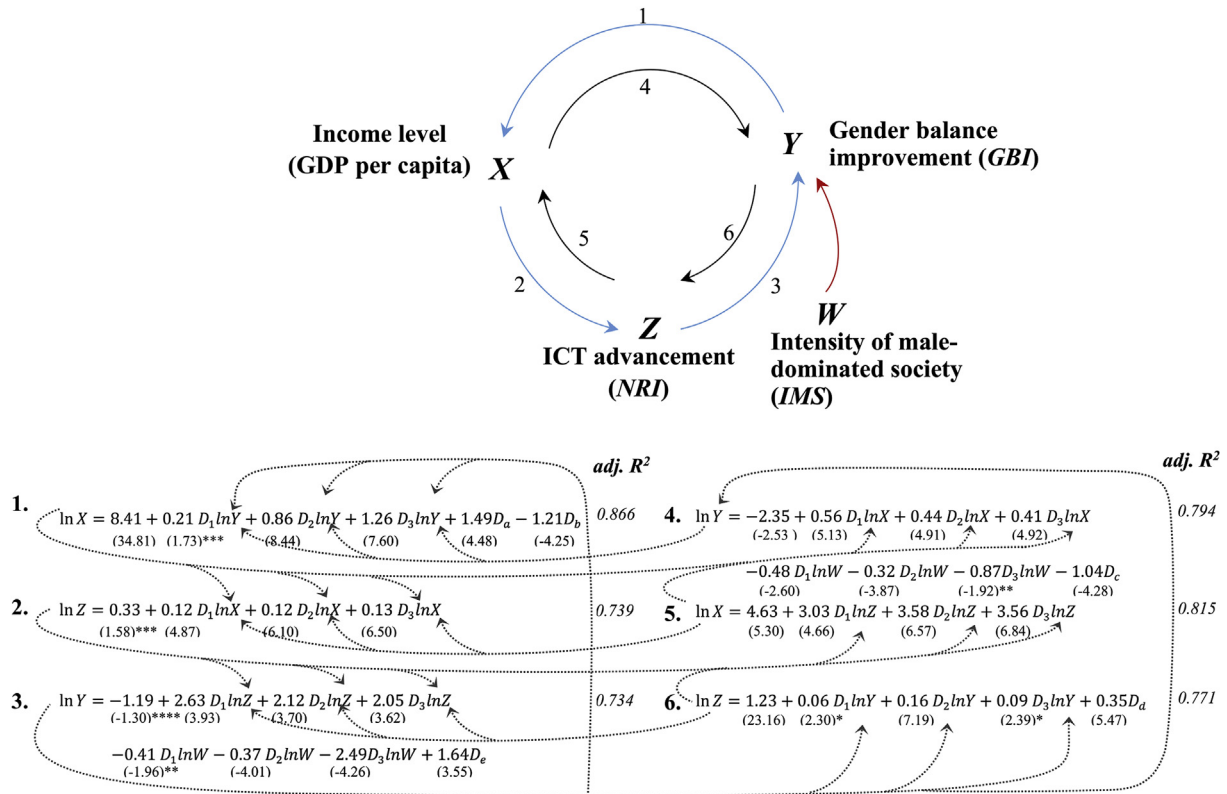 1
4
Income level
(GDP per capita)
X
Y
Gender balance
improvement (GBI)
5
6
2
3
Z
ICT advancement
(NRI)
W
Intensity of male-
dominated society
(IMS)
adj. R²
1. ln X = 8.41 + 0.21 D₁lnY + 0.86 D₂lnY + 1.26 D₃lnY + 1.49Dₐ − 1.21D_b 0.866
(34.81) (1.73)*** (8.44) (7.60) (4.48) (-4.25)
2. ln Z = 0.33 + 0.12 D₁lnX + 0.12 D₂lnX + 0.13 D₃lnX 0.739
(1.58)*** (4.87) (6.10) (6.50)
3. ln Y = −1.19 + 2.63 D₁lnZ + 2.12 D₂lnZ + 2.05 D₃lnZ 0.734
(-1.30)**** (3.93) (3.70) (3.62)
−0.41 D₁lnW − 0.37 D₂lnW − 2.49D₃lnW + 1.64Dₑ
(-1.96)** (-4.01) (-4.26) (3.55)
adj. R²
4. ln Y = −2.35 + 0.56 D₁lnX + 0.44 D₂lnX + 0.41 D₃lnX 0.794
(-2.53) (5.13) (4.91) (4.92)
−0.48 D₁lnW − 0.32 D₂lnW − 0.87D₃lnW − 1.04D_c
(-2.60) (-3.87) (-1.92)** (-4.28)
5. ln X = 4.63 + 3.03 D₁lnZ + 3.58 D₂lnZ + 3.56 D₃lnZ 0.815
(5.30) (4.66) (6.57) (6.84)
6. ln Z = 1.23 + 0.06 D₁lnY + 0.16 D₂lnY + 0.09 D₃lnY + 0.35D_d 0.771
(23.16) (2.30)* (7.19) (2.39)* (5.47)